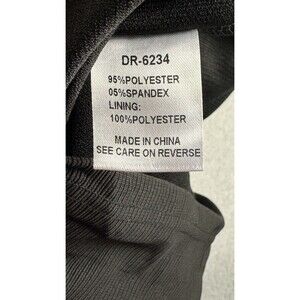 DR-6234
95%POLYESTER
05%SPANDEX
LINING:
100%POLYESTER
MADE IN CHINA
SEE CARE ON REVERSE